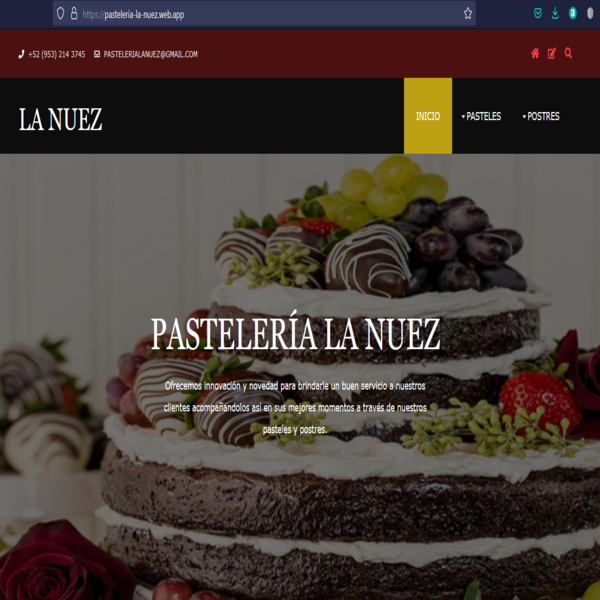 https://pasteleria-la-nuez.web.app
+52 (953) 214 3745 PASTELERIALANUEZ@GMAIL.COM
LA NUEZ
INICIO ▾ PASTELES ▾ POSTRES
PASTELERÍA LA NUEZ
Ofrecemos innovación y novedad para brindarle un buen servicio a nuestros
clientes acompañandolos así en sus mejores momentos a través de nuestros
pasteles y postres.